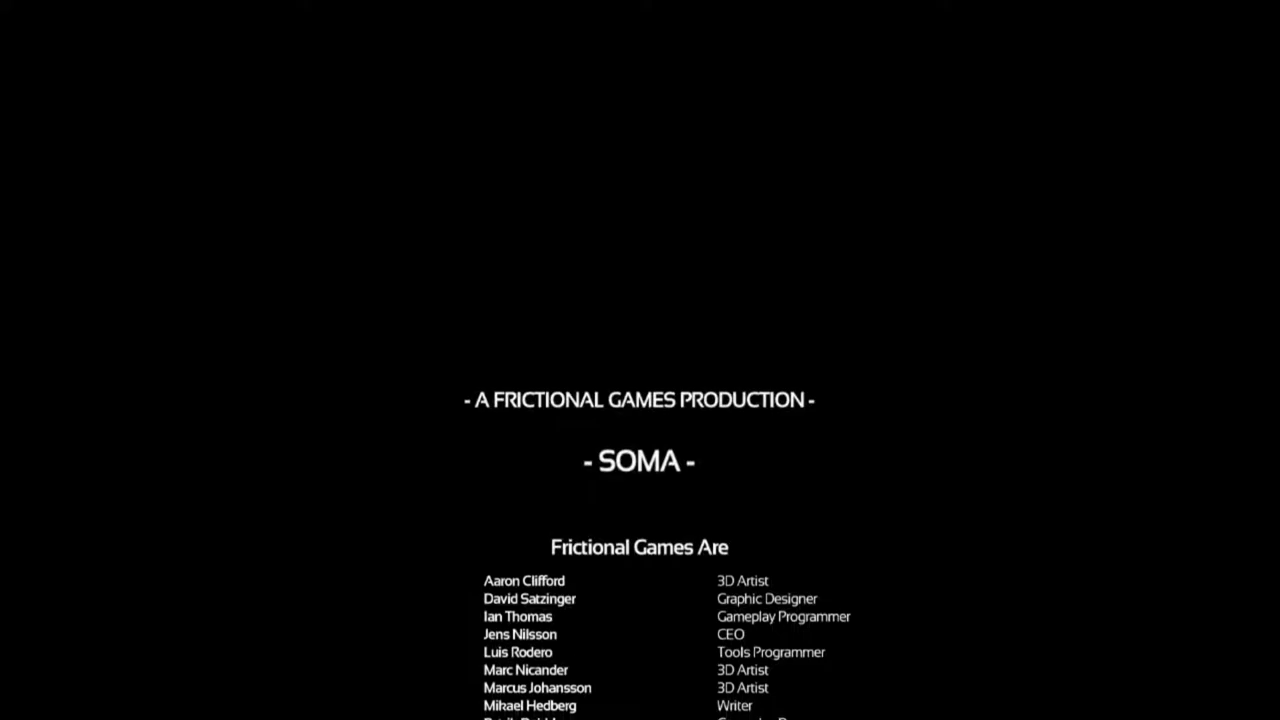 - A FRICTIONAL GAMES PRODUCTION -
- SOMA -
Frictional Games Are
Aaron Clifford 3D Artist
David Satzinger Graphic Designer
Ian Thomas Gameplay Programmer
Jens Nilsson CEO
Luis Rodero Tools Programmer
Marc Nicander 3D Artist
Marcus Johansson 3D Artist
Mikael Hedberg Writer